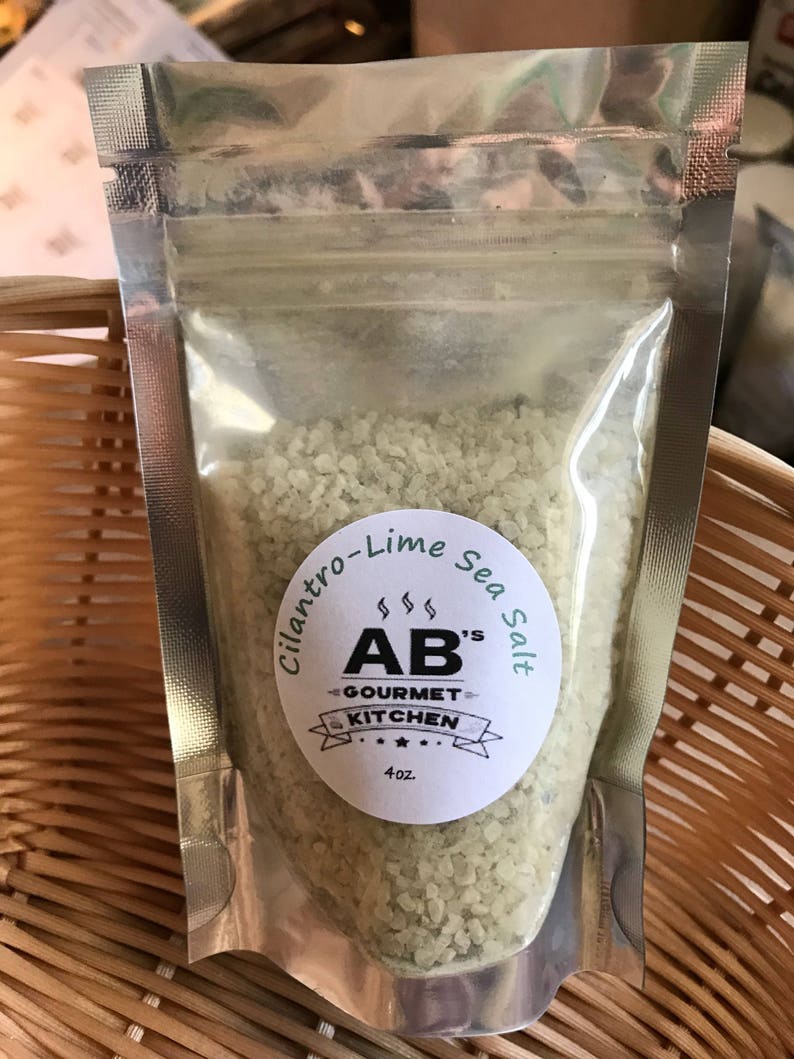 Cilantro-Lime Sea Salt
AB's
GOURMET
KITCHEN
4oz.